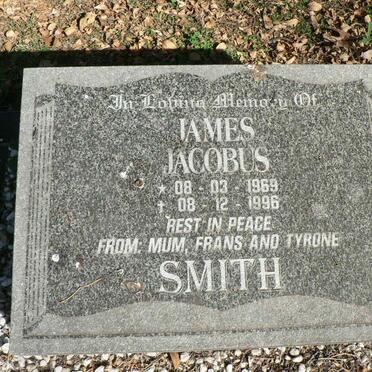 In Loving Memory Of
JAMES
JACOBUS
★ 08 - 03 - 1969
✝ 08 - 12 - 1996
REST IN PEACE
FROM: MUM, FRANS AND TYRONE
SMITH